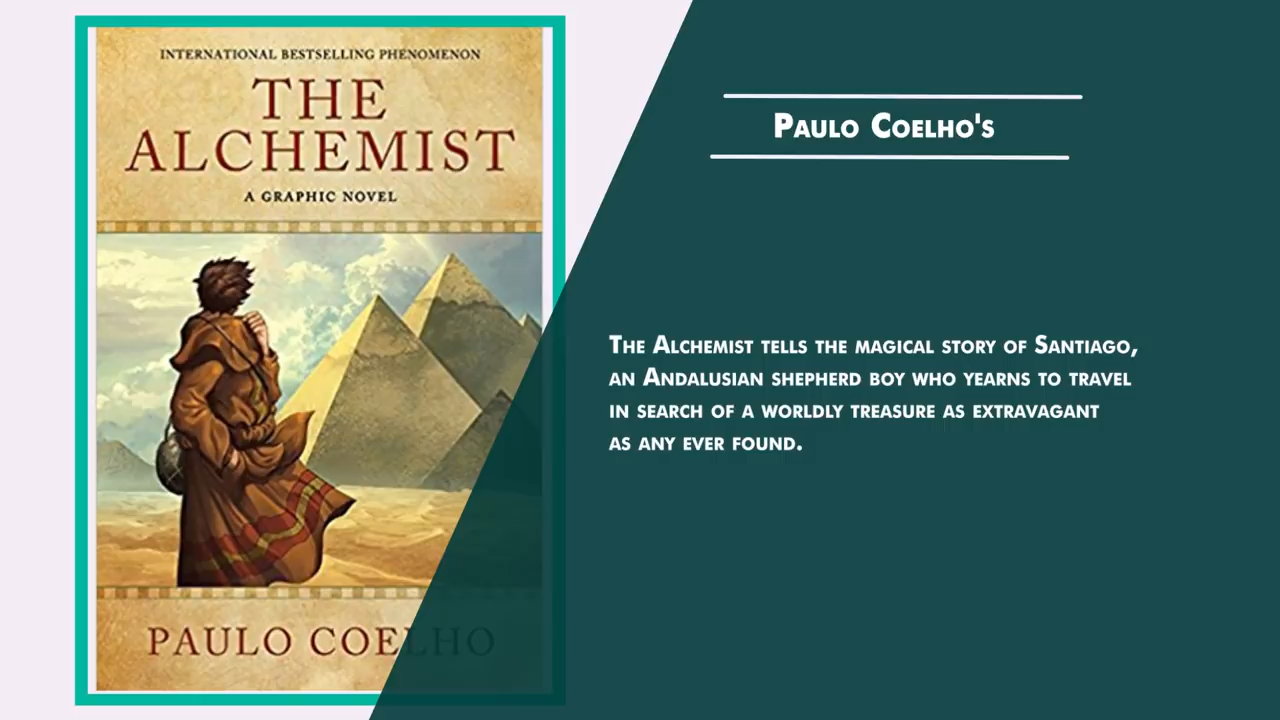 INTERNATIONAL BESTSELLING PHENOMENON
THE
ALCHEMIST
A GRAPHIC NOVEL
PAULO COELHO
Paulo Coelho's
The Alchemist tells the magical story of Santiago,
an Andalusian shepherd boy who yearns to travel
in search of a worldly treasure as extravagant
as any ever found.